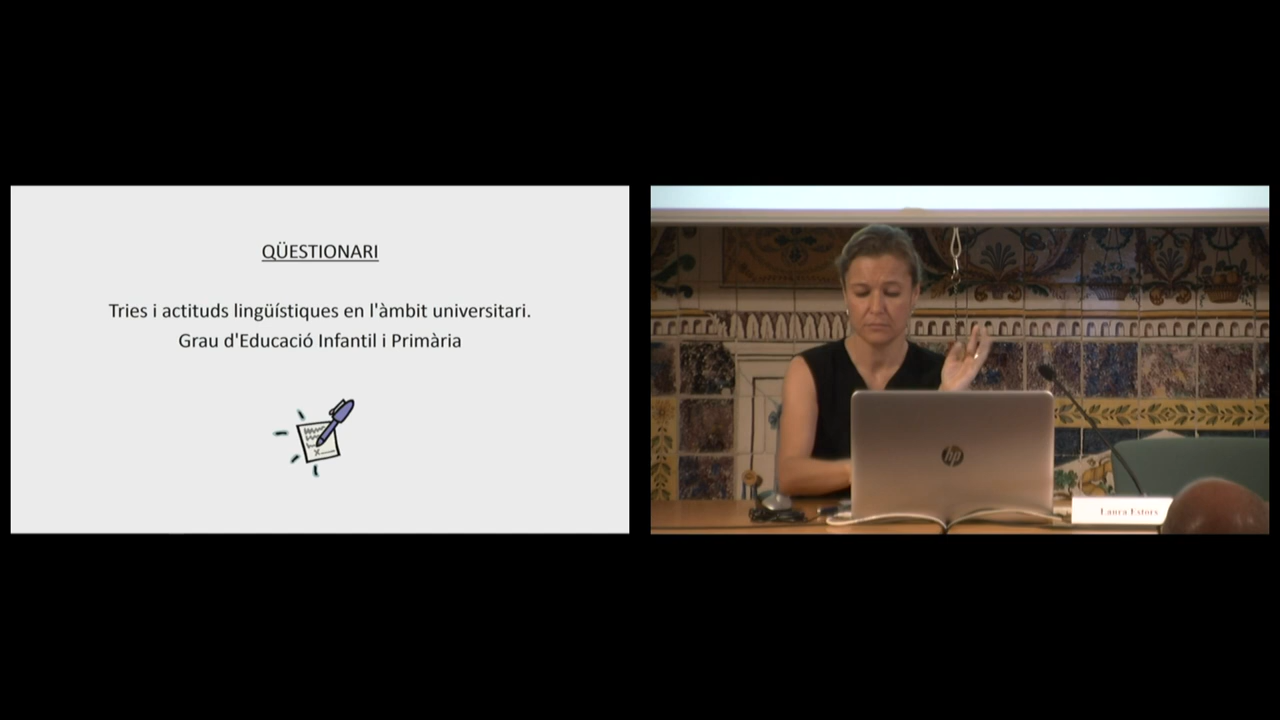 QÜESTIONARI
Tries i actituds lingüístiques en l'àmbit universitari.
Grau d'Educació Infantil i Primària
hp
Laura Estors